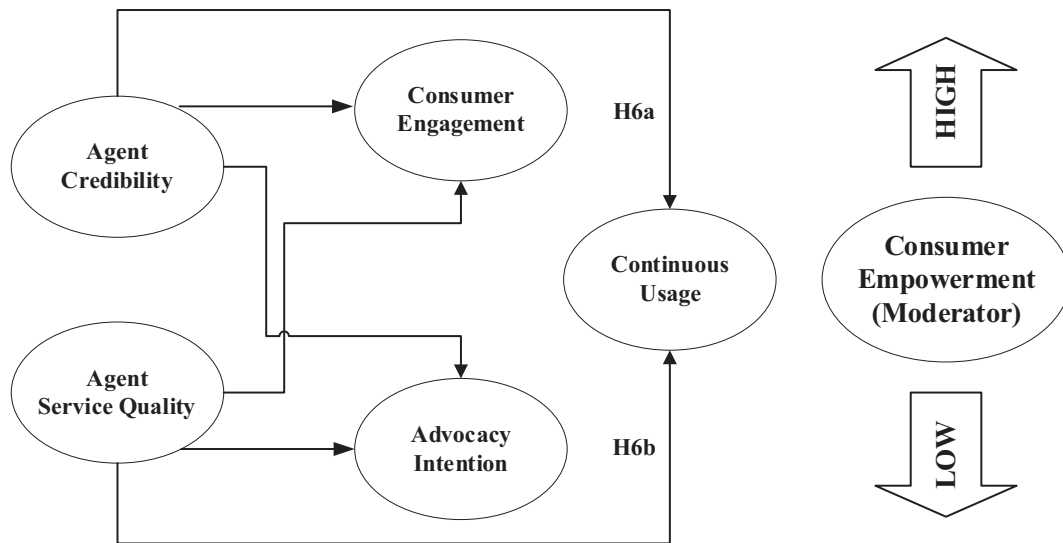 Agent
Credibility
Consumer
Engagement
H6a
HIGH
Continuous
Usage
Consumer
Empowerment
(Moderator)
Agent
Service Quality
Advocacy
Intention
H6b
LOW